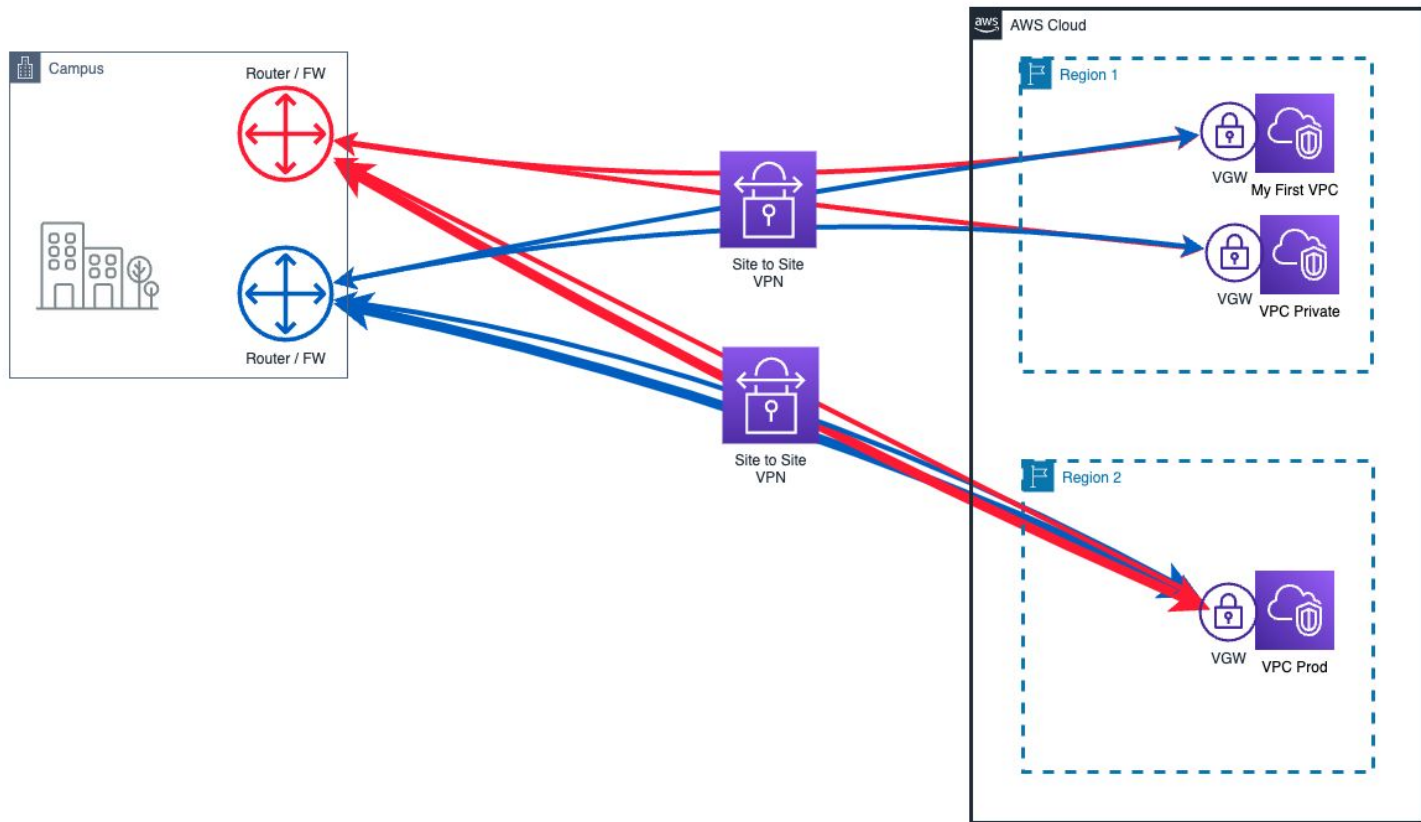 aws
AWS Cloud
Campus
Router / FW
Region 1
VGW
My First VPC
Site to Site
VPN
VGW
VPC Private
Router / FW
Site to Site
VPN
Region 2
VGW
VPC Prod